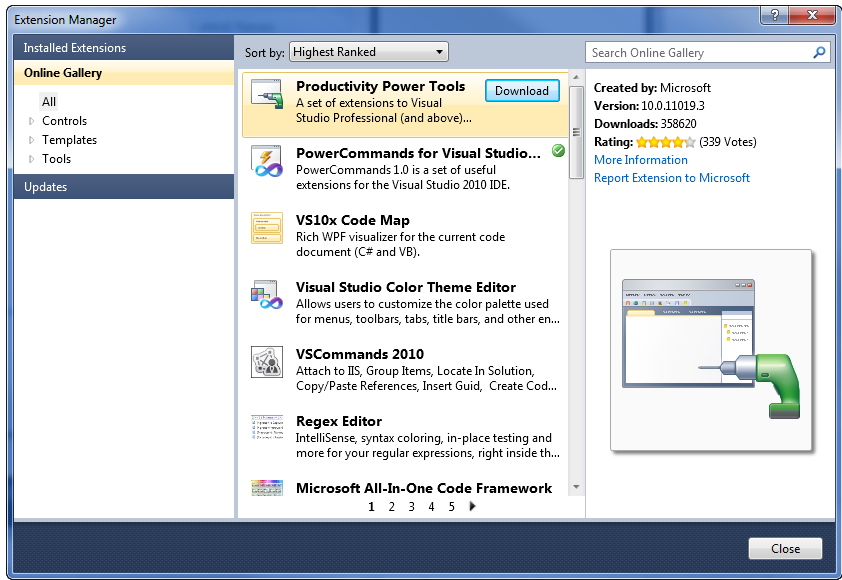 Extension Manager
?
Installed Extensions
Online Gallery
All
Controls
Templates
Tools
Updates
Sort by: Highest Ranked
Search Online Gallery
Productivity Power Tools
Download
A set of extensions to Visual
Studio Professional (and above)...
PowerCommands for Visual Studio...
PowerCommands 1.0 is a set of useful
extensions for the Visual Studio 2010 IDE.
VS10x Code Map
Rich WPF visualizer for the current code
document (C# and VB).
Visual Studio Color Theme Editor
Allows users to customize the color palette used
for menus, toolbars, tabs, title bars, and other en...
VSCommands 2010
Attach to IIS, Group Items, Locate In Solution,
Copy/Paste References, Insert Guid, Create Cod...
Regex Editor
IntelliSense, syntax coloring, in-place testing and
more for your regular expressions, right inside th...
Microsoft All-In-One Code Framework
1 2 3 4 5
Created by: Microsoft
Version: 10.0.11019.3
Downloads: 358620
Rating: (339 Votes)
More Information
Report Extension to Microsoft
Close